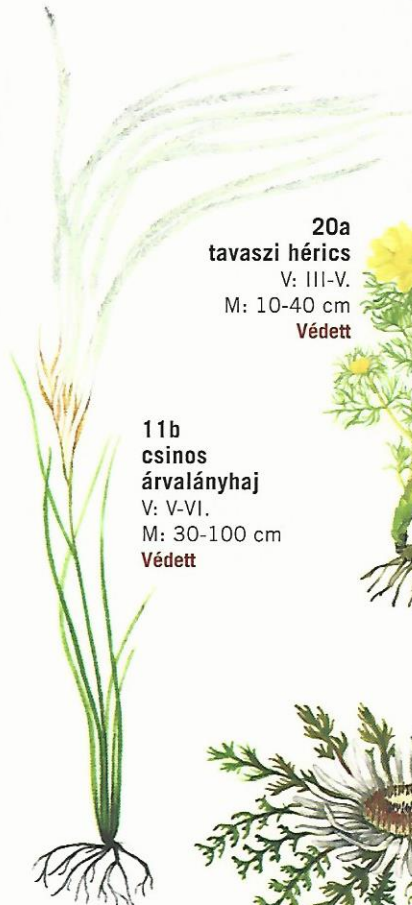 20a
tavaszi hérics
V: III-V.
M: 10-40 cm
Védett
11b
csinos
árvalányhaj
V: V-VI.
M: 30-100 cm
Védett